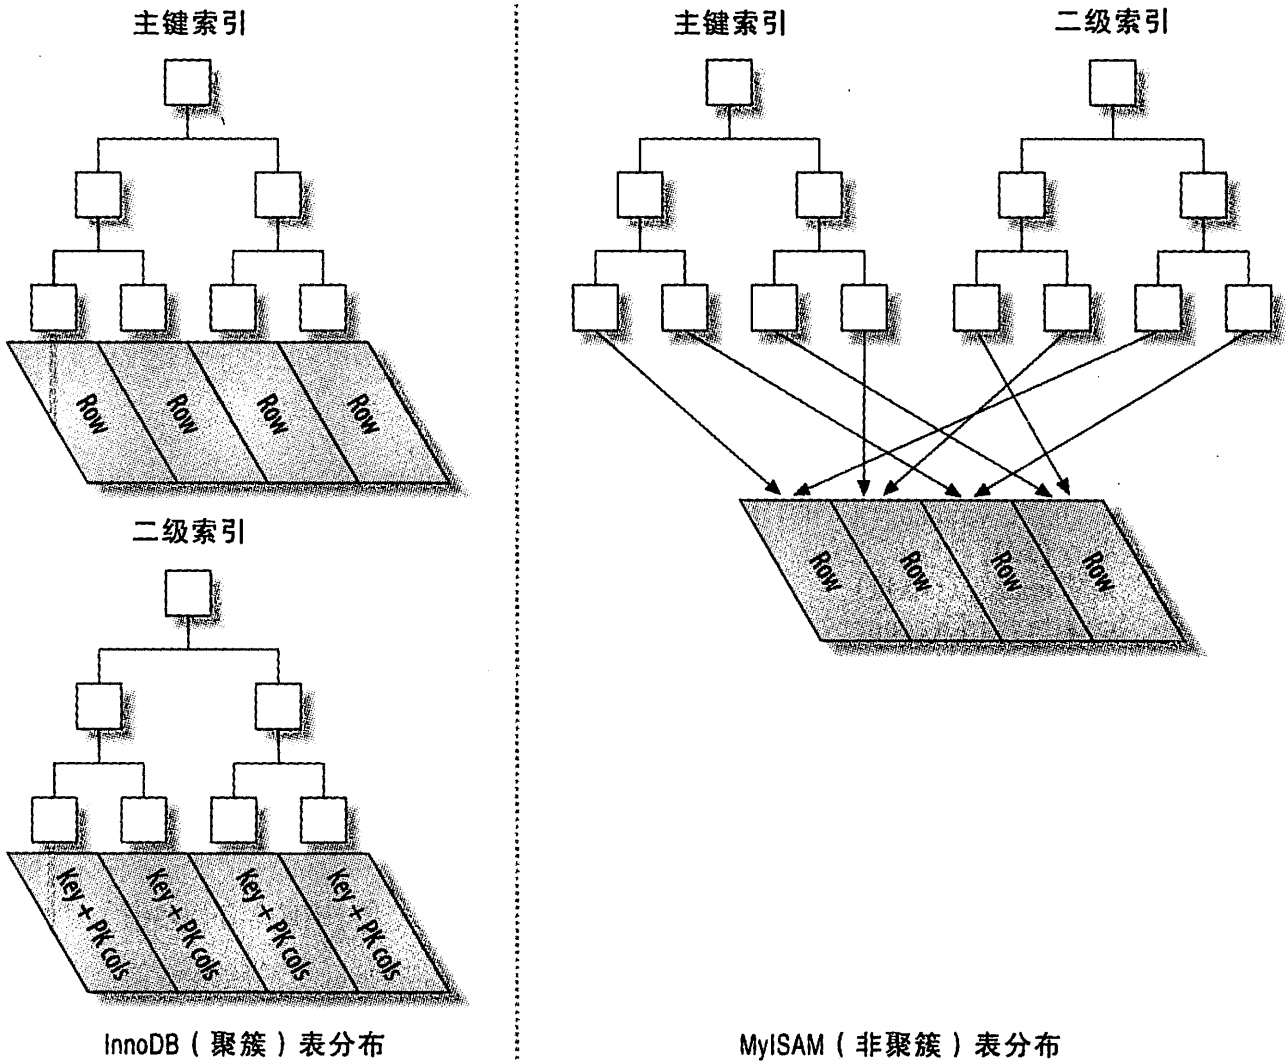 主键索引
Row
Row
Row
Row
二级索引
Key + PK cols
Key + PK cols
Key + PK cols
Key + PK cols
InnoDB（聚簇）表分布
主键索引
二级索引
Row
Row
Row
Row
MyISAM（非聚簇）表分布